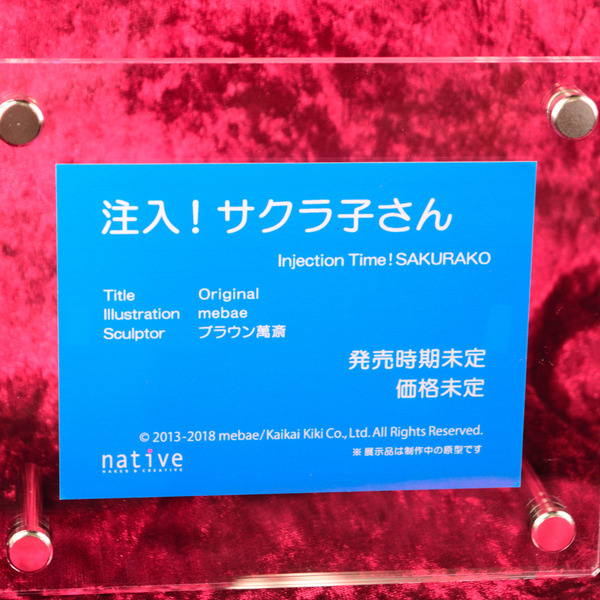 注入！サクラ子さん
Injection Time！SAKURAKO
Title Original
Illustration mebae
Sculptor ブラウン萬斎
発売時期未定
価格未定
© 2013-2018 mebae/Kaikai Kiki Co., Ltd. All Rights Reserved.
※展示品は制作中の原型です
native
NAKED & CREATIVE